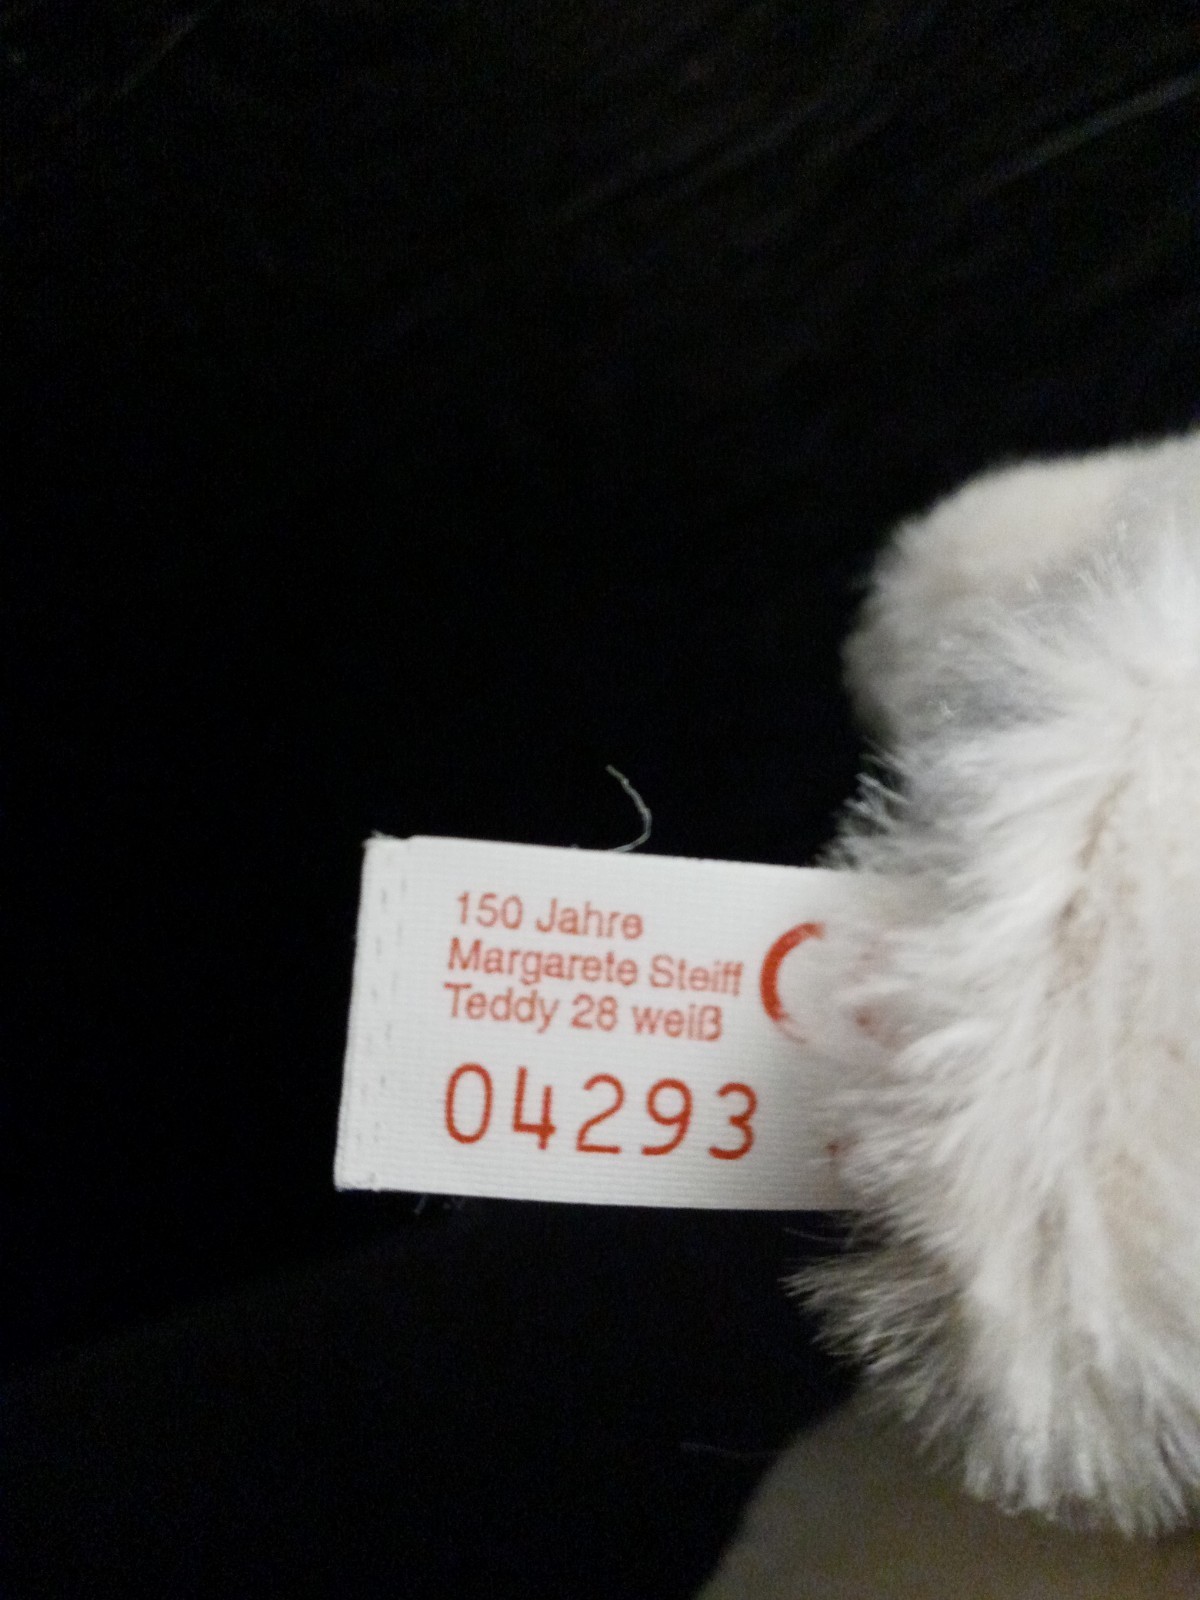 150 Jahre
Margarete Steiff
Teddy 28 weiß
04293